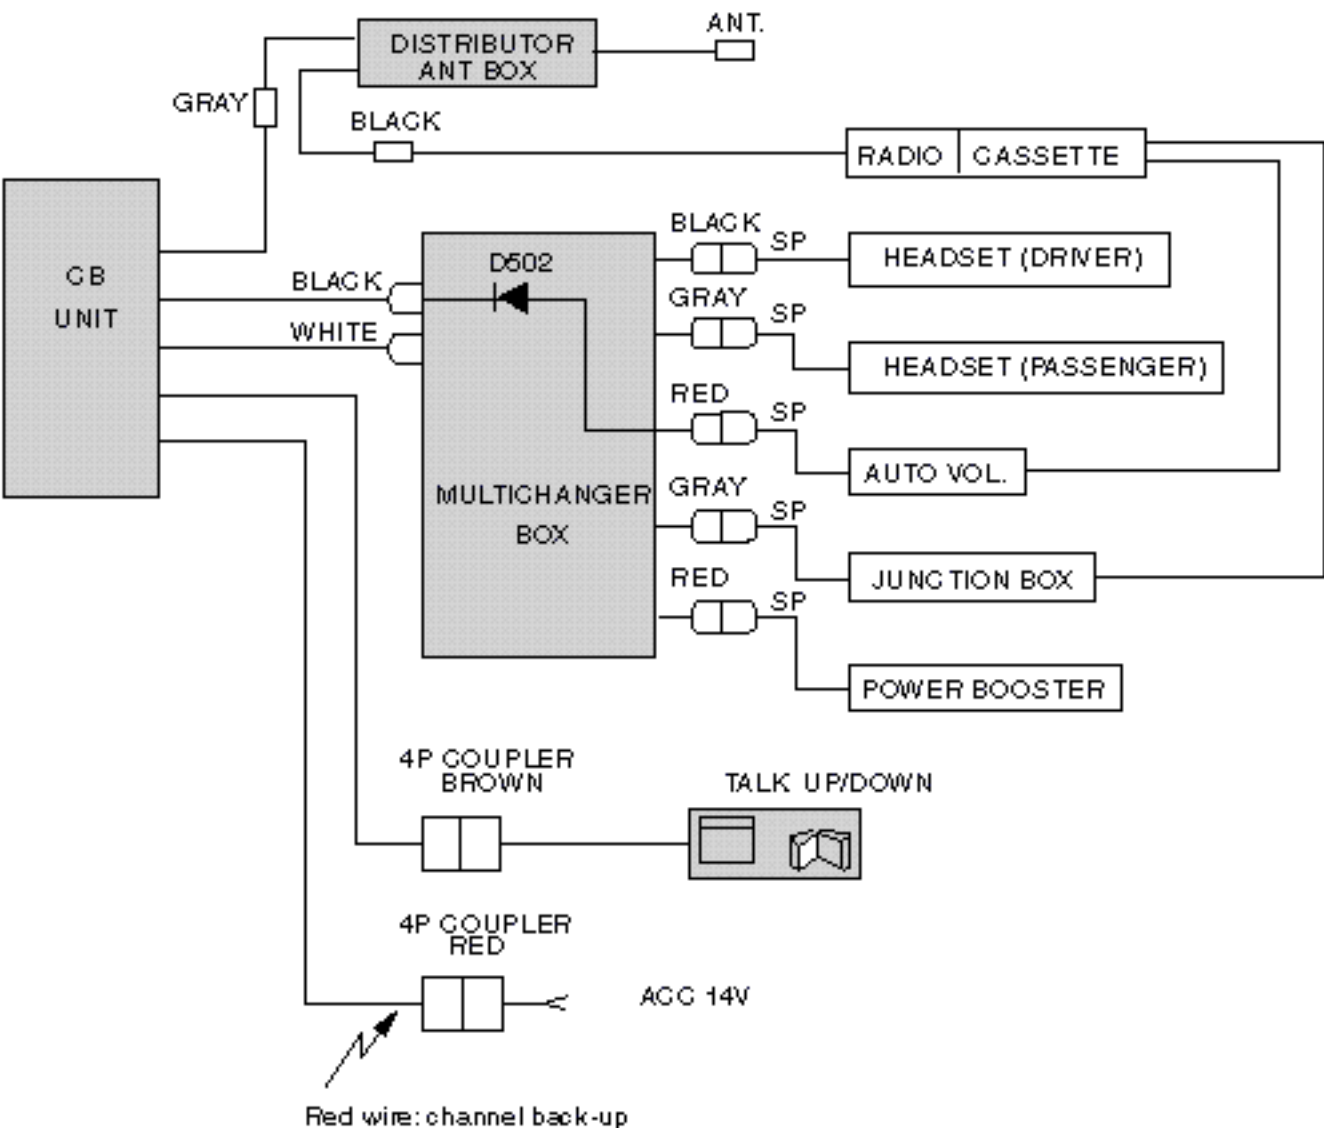 ANT.
DISTRIBUTOR
ANT BOX
GRAY
BLACK
RADIO CASSETTE
CB
UNIT
BLACK
WHITE
D502
MULTICHANGER
BOX
BLACK
SP
HEADSET (DRIVER)
GRAY
SP
HEADSET (PASSENGER)
RED
SP
AUTO VOL.
GRAY
SP
JUNCTION BOX
RED
SP
POWER BOOSTER
4P COUPLER
BROWN
TALK UP/DOWN
4P COUPLER
RED
ACC 14V
Red wire: channel back-up